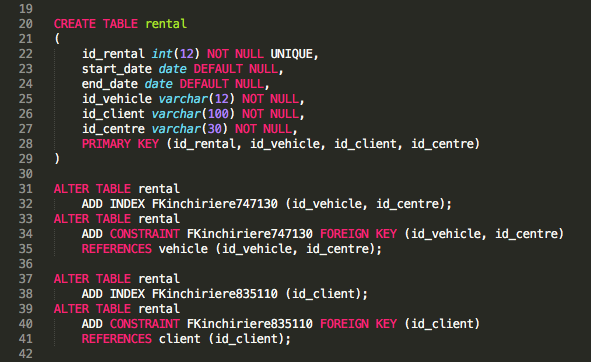 19
20 CREATE TABLE rental
21 (
22     id_rental int(12) NOT NULL UNIQUE,
23     start_date date DEFAULT NULL,
24     end_date date DEFAULT NULL,
25     id_vehicle varchar(12) NOT NULL,
26     id_client varchar(100) NOT NULL,
27     id_centre varchar(30) NOT NULL,
28     PRIMARY KEY (id_rental, id_vehicle, id_client, id_centre)
29 )
30
31 ALTER TABLE rental
32     ADD INDEX FKinchiriere747130 (id_vehicle, id_centre);
33 ALTER TABLE rental
34     ADD CONSTRAINT FKinchiriere747130 FOREIGN KEY (id_vehicle, id_centre)
35     REFERENCES vehicle (id_vehicle, id_centre);
36
37 ALTER TABLE rental
38     ADD INDEX FKinchiriere835110 (id_client);
39 ALTER TABLE rental
40     ADD CONSTRAINT FKinchiriere835110 FOREIGN KEY (id_client)
41     REFERENCES client (id_client);
42